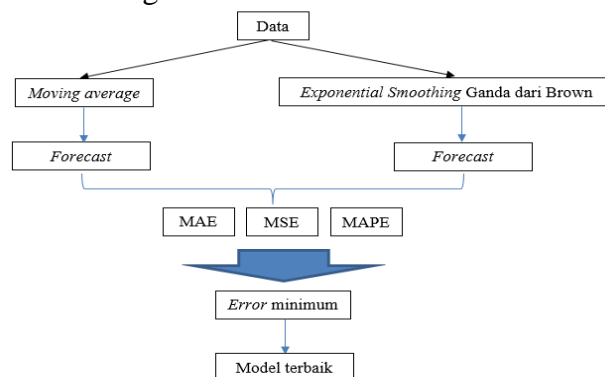 Data
Moving average
Exponential Smoothing Ganda dari Brown
Forecast
Forecast
MAE
MSE
MAPE
Error minimum
Model terbaik